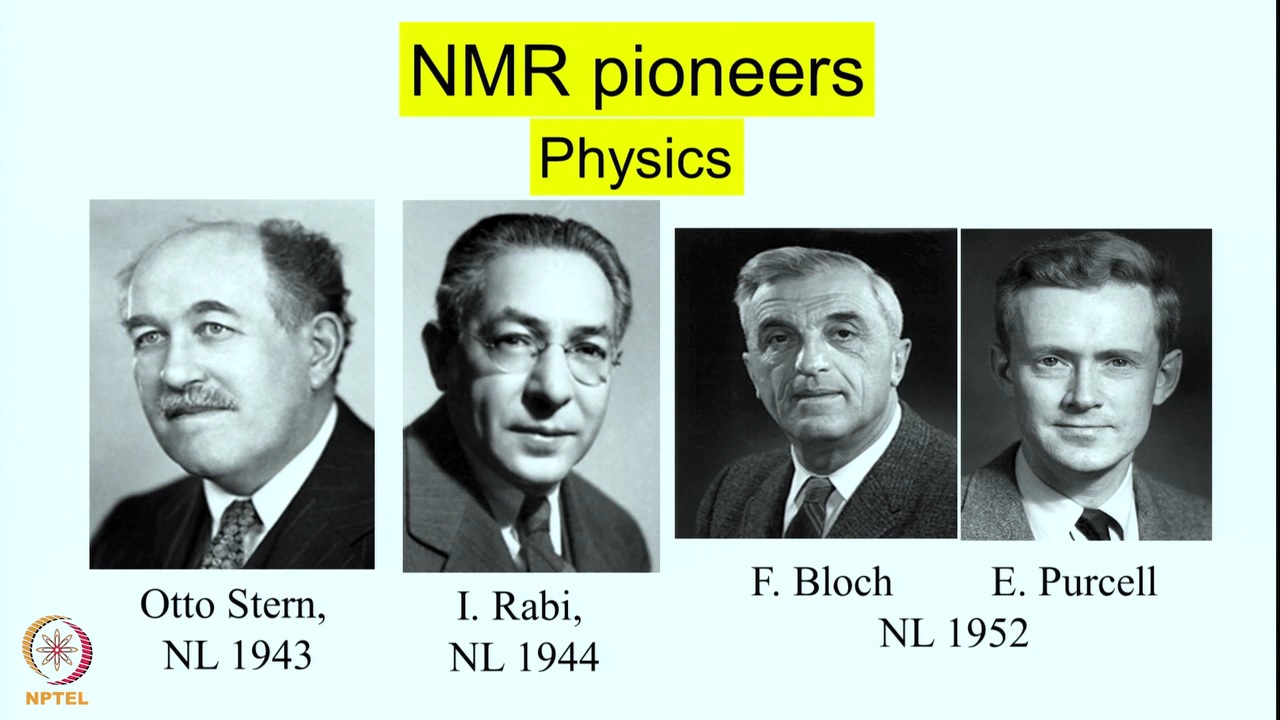 NMR pioneers
Physics
Otto Stern,
NL 1943
I. Rabi,
NL 1944
F. Bloch
E. Purcell
NL 1952
NPTEL